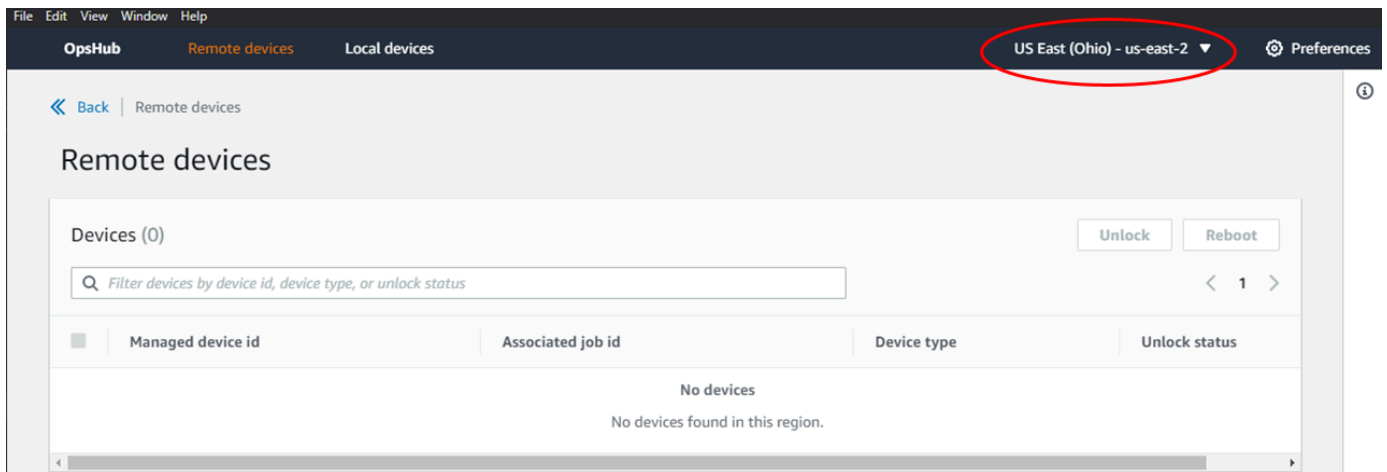 File Edit View Window Help
OpsHub Remote devices Local devices US East (Ohio) - us-east-2 ▼ Preferences
Back | Remote devices
Remote devices
Devices (0) Unlock Reboot
Filter devices by device id, device type, or unlock status < 1 >
Managed device id Associated job id Device type Unlock status
No devices
No devices found in this region.